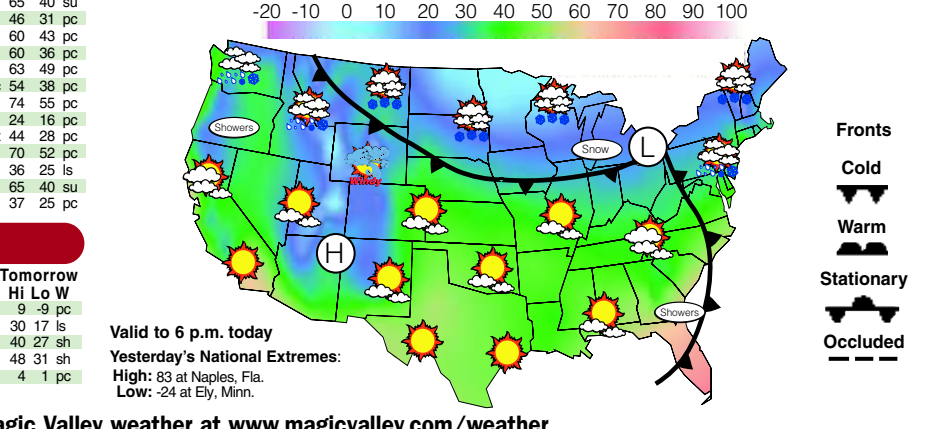 65 40 su
46 31 pc
60 43 pc
60 36 pc
63 49 pc
54 38 pc
74 55 pc
24 16 pc
44 28 pc
70 52 pc
36 25 ls
65 40 su
37 25 pc
Tomorrow
Hi Lo W
9 -9 pc
30 17 ls
40 27 sh
48 31 sh
4 1 pc
-20 -10 0 10 20 30 40 50 60 70 80 90 100
Showers
Windy
Snow
L
H
Showers
Valid to 6 p.m. today
Yesterday's National Extremes:
High: 83 at Naples, Fla.
Low: -24 at Ely, Minn.
Fronts
Cold
Warm
Stationary
Occluded
agic Valley weather at www.magicvalley.com/weather